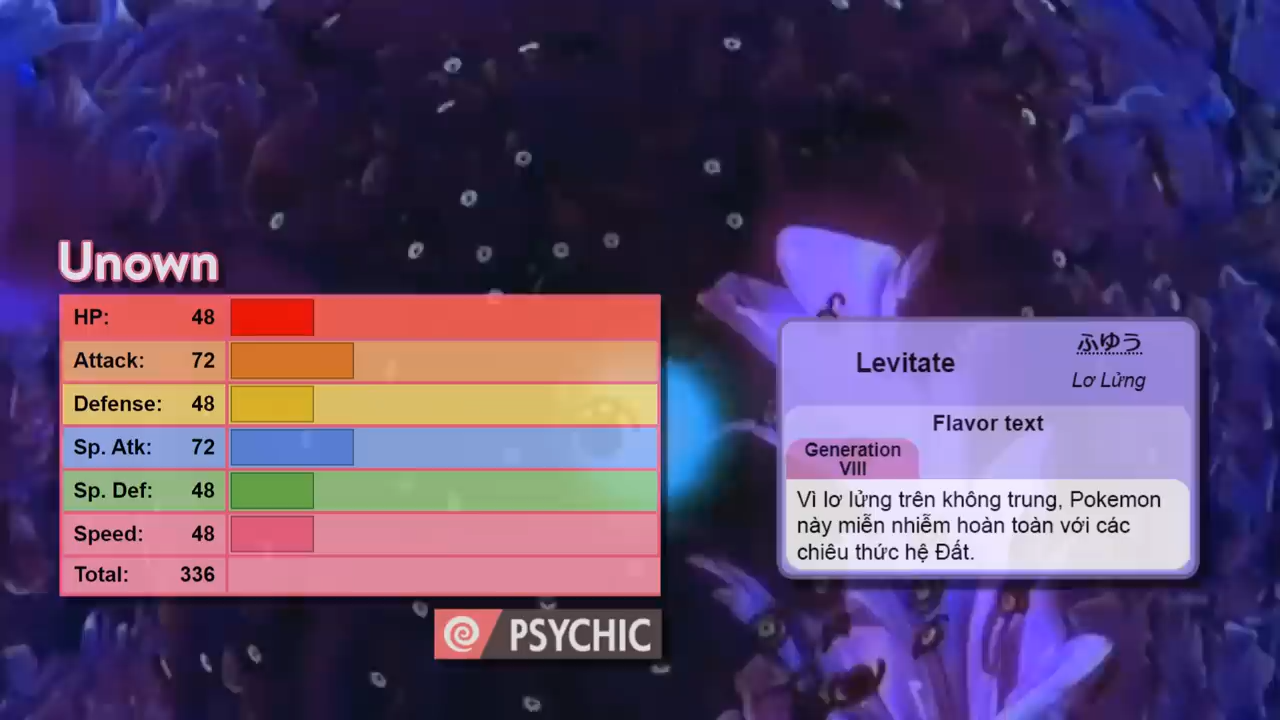 Unown
HP: 48
Attack: 72
Defense: 48
Sp. Atk: 72
Sp. Def: 48
Speed: 48
Total: 336
PSYCHIC
Levitate
ふゆう
Lơ Lửng
Flavor text
Generation
VIII
Vì lơ lửng trên không trung, Pokemon
này miễn nhiễm hoàn toàn với các
chiêu thức hệ Đất.